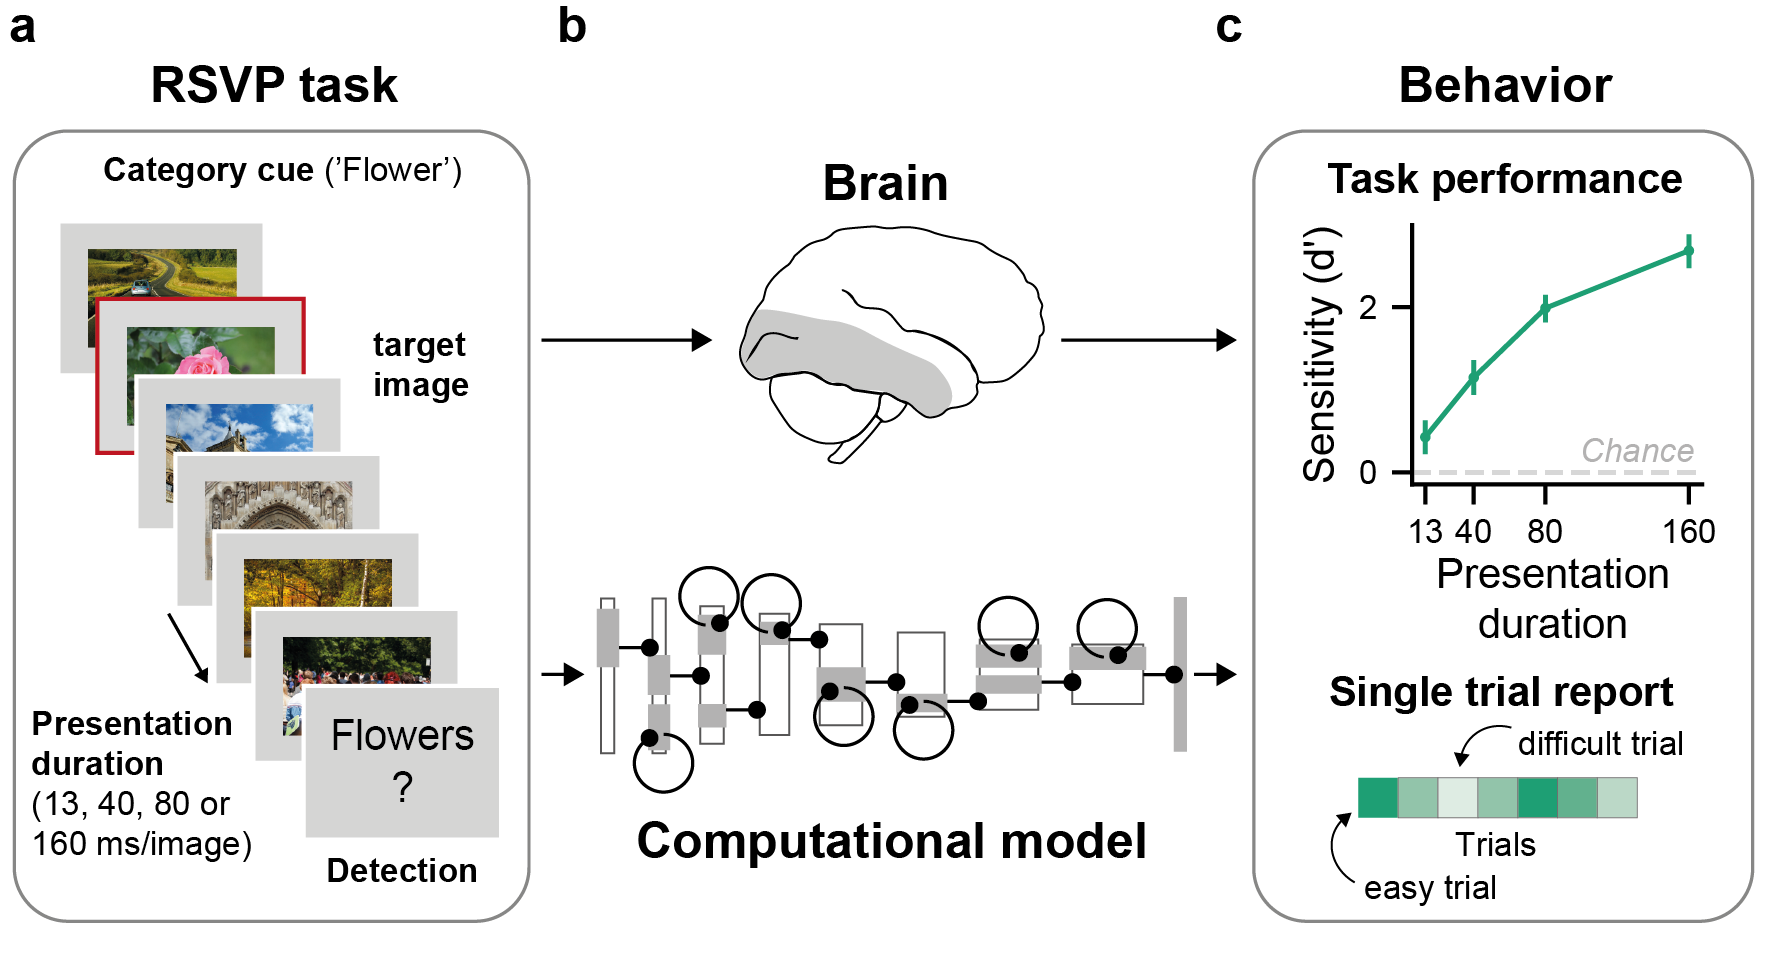 a
RSVP task
Category cue (’Flower’)
target
image
Presentation
duration
(13, 40, 80 or
160 ms/image)
Flowers
?
Detection
b
Brain
Computational model
c
Behavior
Task performance
Sensitivity (d')
2
0
Chance
13 40 80 160
Presentation
duration
Single trial report
difficult trial
Trials
easy trial